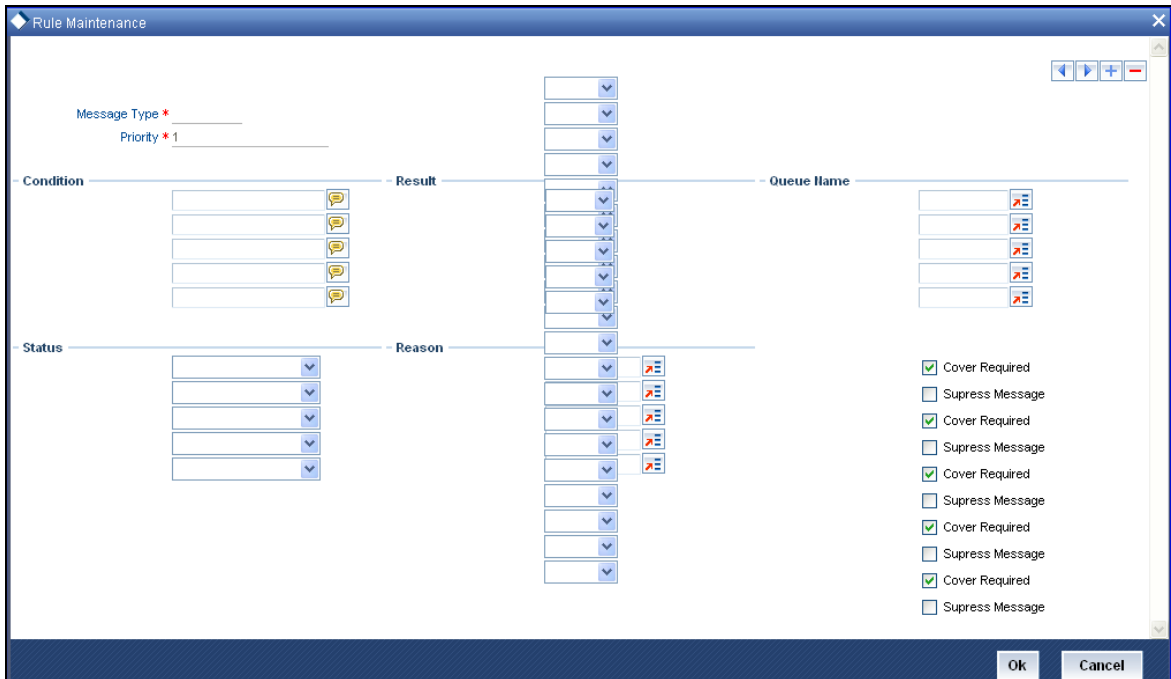 Rule Maintenance
Message Type *
Priority * 1
Condition Result Queue Name
Status Reason
Cover Required
Supress Message
Cover Required
Supress Message
Cover Required
Supress Message
Cover Required
Supress Message
Cover Required
Supress Message
Ok Cancel